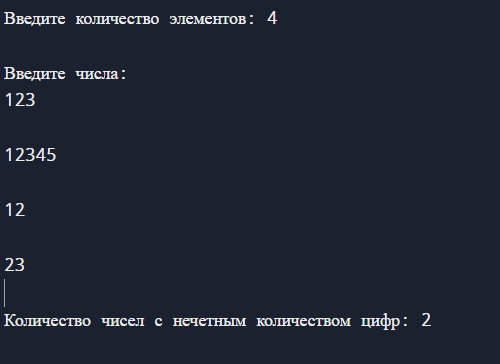 Введите количество элементов: 4
Введите числа:
123
12345
12
23
Количество чисел с нечетным количеством цифр: 2